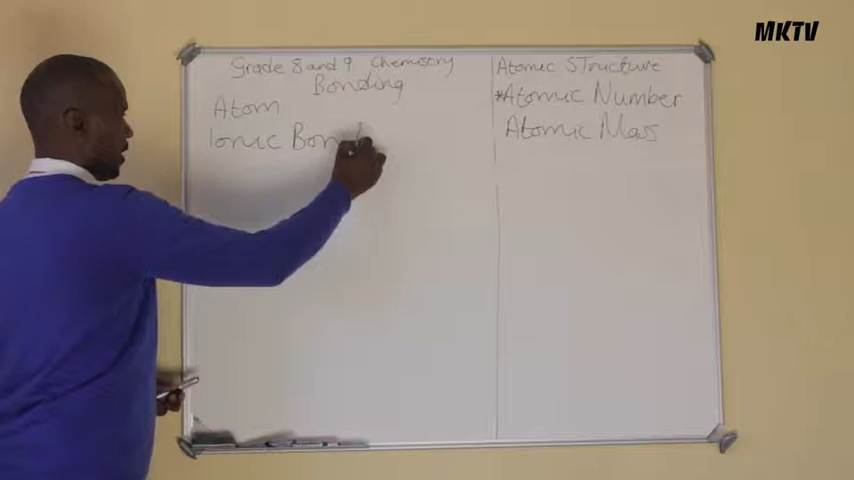 MKTV
Grade 8 and 9 Chemistry
Bonding
Atom
Ionic Bond
Atomic Structure
*Atomic Number
Atomic Mass